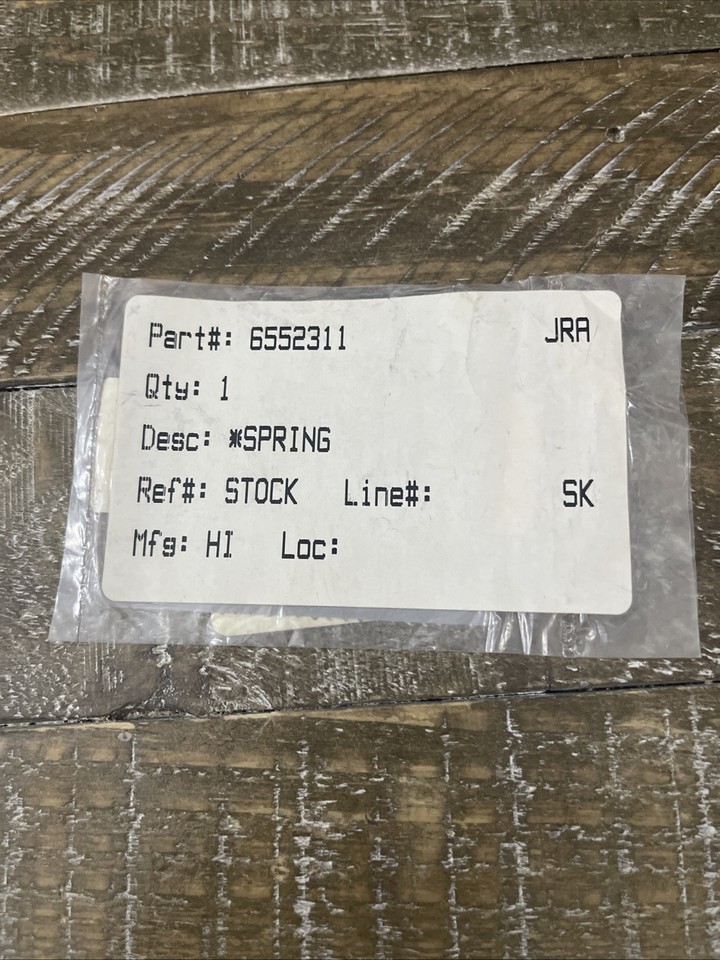 Part#: 6552311 JRA
Qty: 1
Desc: *SPRING
Ref#: STOCK Line#: SK
Mfg: HI Loc: